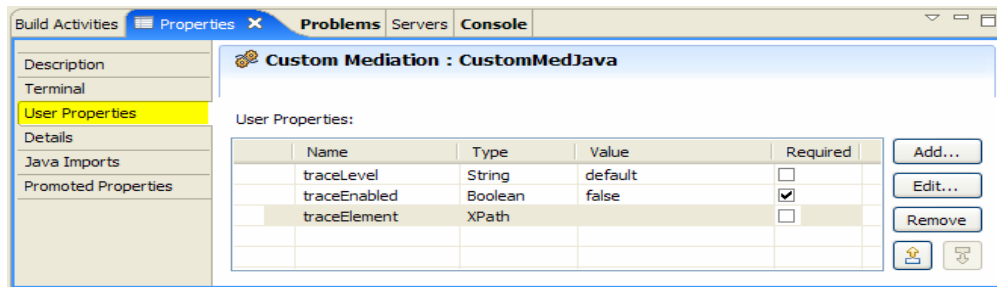 Build Activities Properties Problems Servers Console
Description
Terminal
User Properties
Details
Java Imports
Promoted Properties
Custom Mediation : CustomMedJava
User Properties:
Name Type Value Required
traceLevel String default
traceEnabled Boolean false
traceElement XPath
Add...
Edit...
Remove